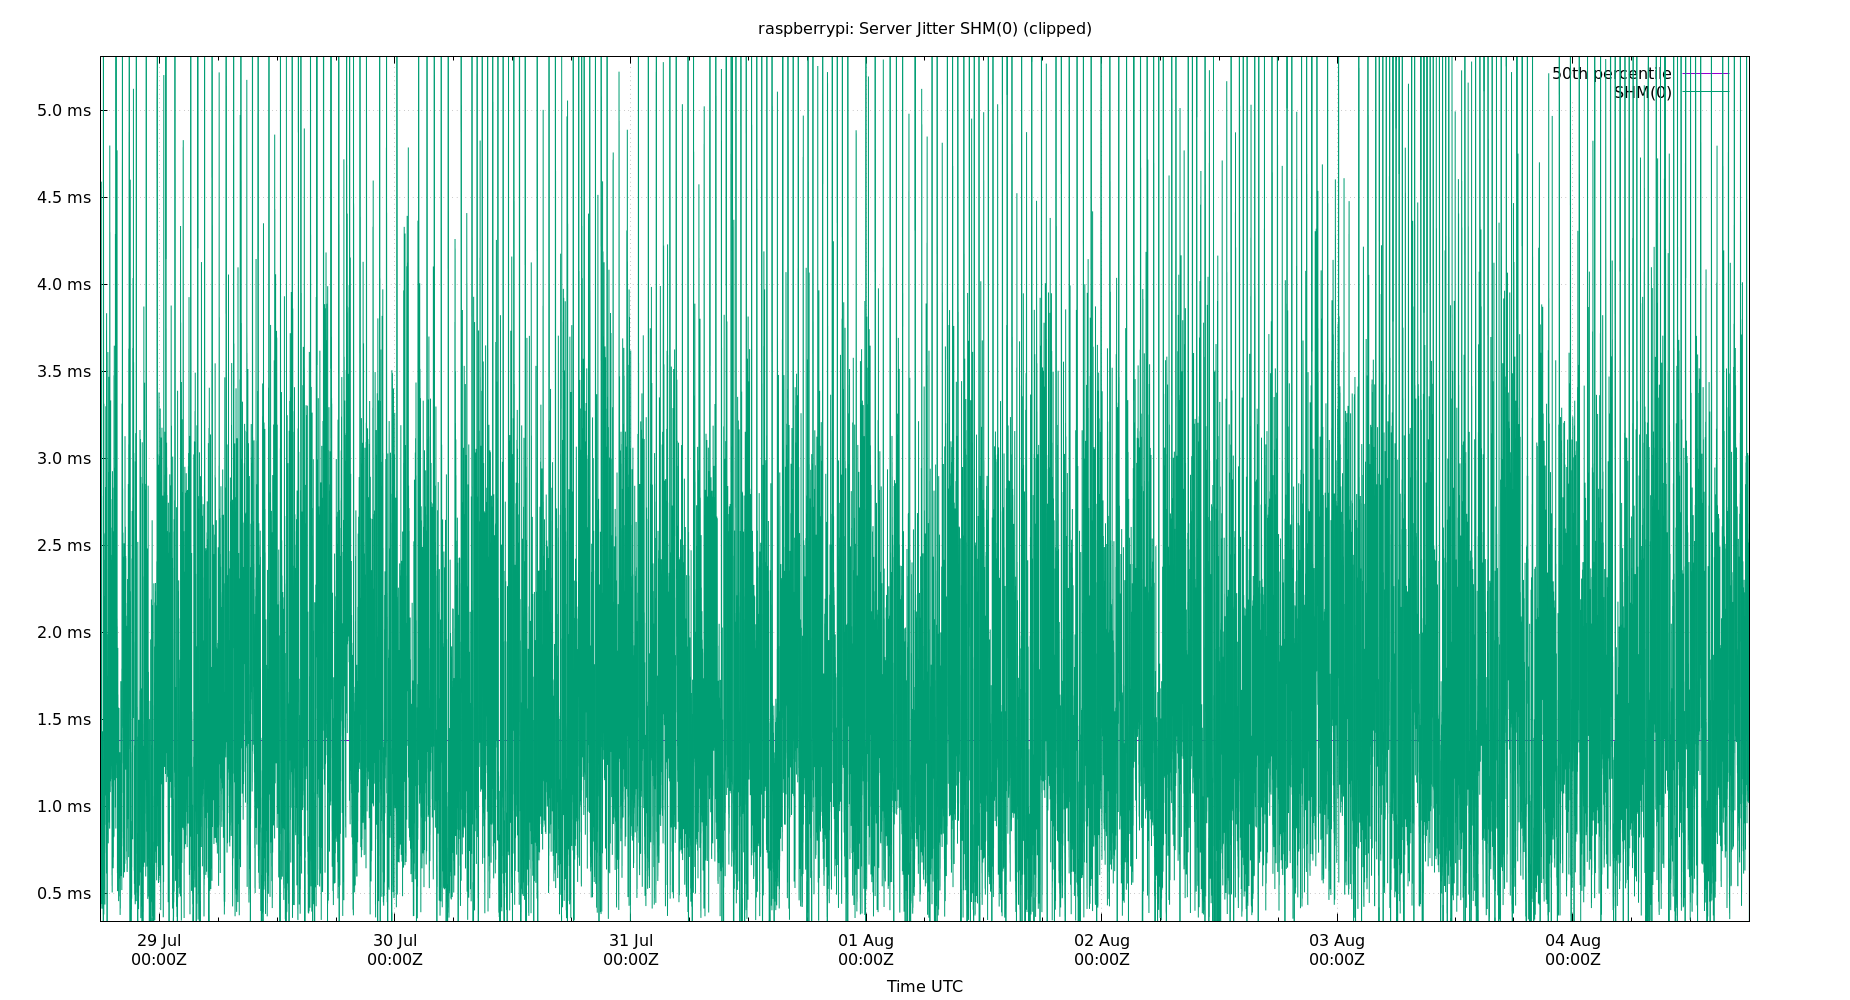 raspberrypi: Server Jitter SHM(0) (clipped)
50th percentile
SHM(0)
5.0 ms
4.5 ms
4.0 ms
3.5 ms
3.0 ms
2.5 ms
2.0 ms
1.5 ms
1.0 ms
0.5 ms
29 Jul 30 Jul 31 Jul 01 Aug 02 Aug 03 Aug 04 Aug
00:00Z 00:00Z 00:00Z 00:00Z 00:00Z 00:00Z 00:00Z
Time UTC